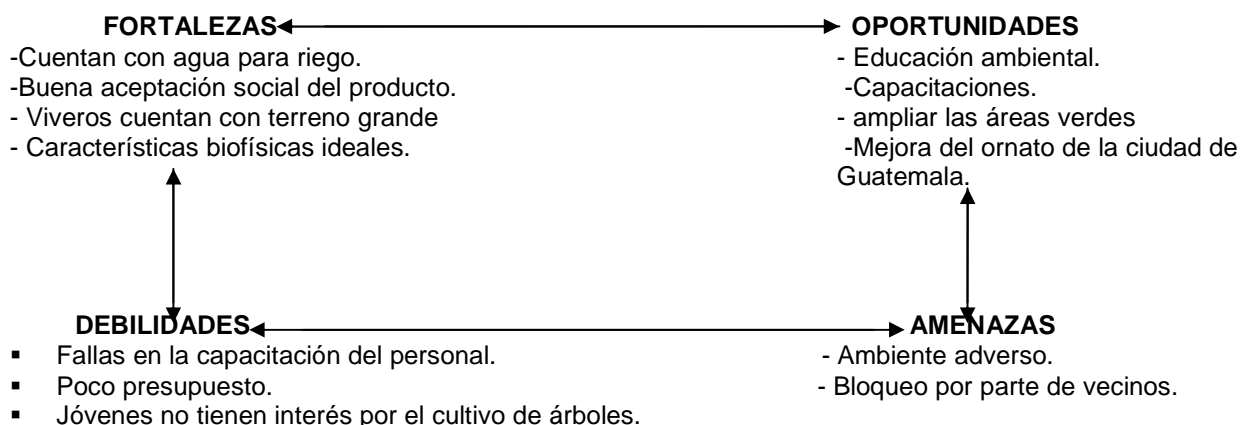 FORTALEZAS
-Cuentan con agua para riego.
-Buena aceptación social del producto.
- Viveros cuentan con terreno grande
- Características biofísicas ideales.
OPORTUNIDADES
- Educación ambiental.
-Capacitaciones.
- ampliar las áreas verdes
-Mejora del ornato de la ciudad de
Guatemala.
DEBILIDADES
▪ Fallas en la capacitación del personal.
▪ Poco presupuesto.
▪ Jóvenes no tienen interés por el cultivo de árboles.
AMENAZAS
- Ambiente adverso.
- Bloqueo por parte de vecinos.